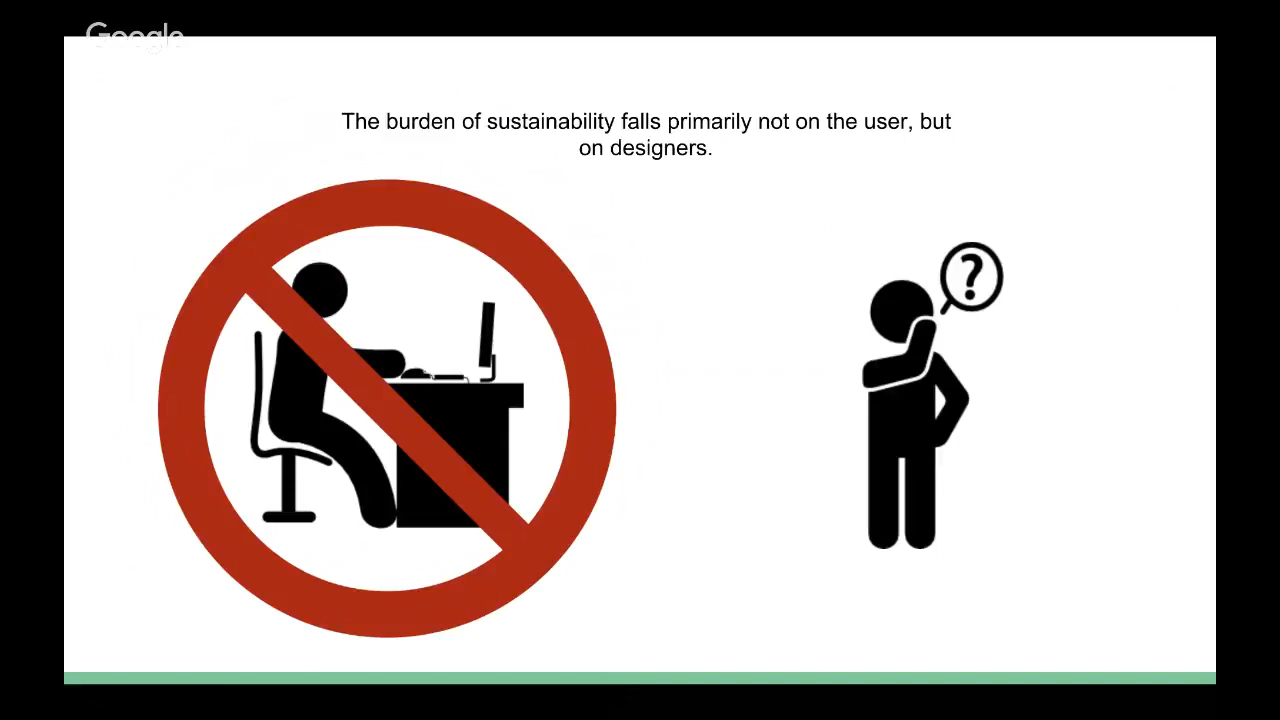 Google
The burden of sustainability falls primarily not on the user, but
on designers.
?